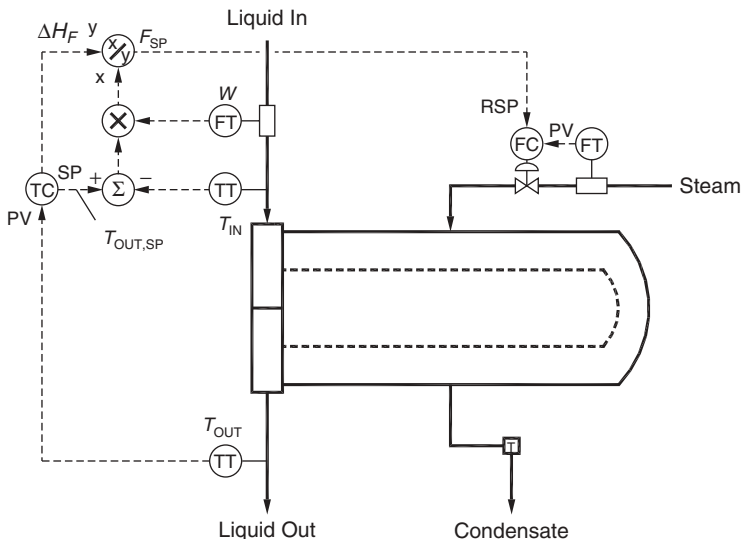 Liquid In
ΔH_F y x/y F_SP
x
W
FT
RSP
FC PV FT
Steam
SP + Σ − TT
TC
PV
T_OUT,SP
T_IN
T_OUT
TT
T
Liquid Out
Condensate